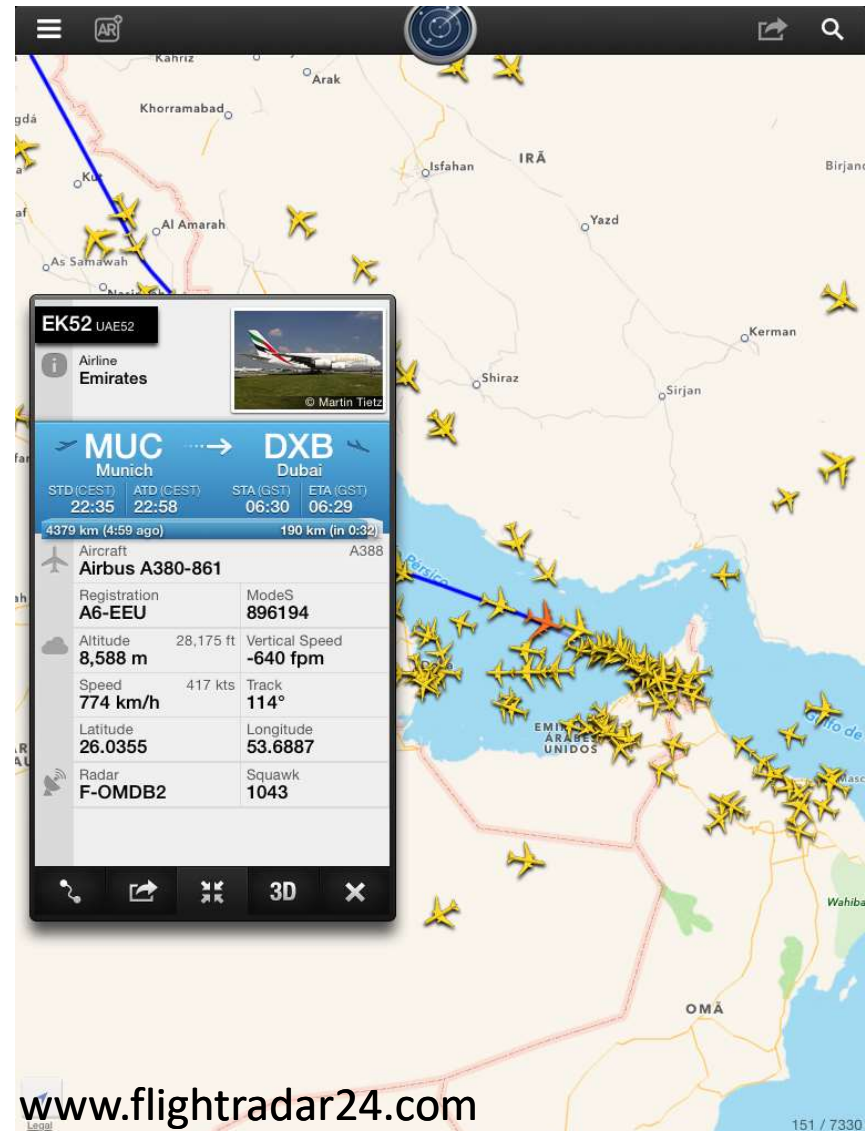 AR
Kahriz
Arak
Khorramabad
gdá
Isfahan
IRÃ
Birjand
Kut
Al Amarah
Yazd
As Samawah
EK52 UAE52
Airline
Emirates
© Martin Tietz
Kerman
Shiraz
Sirjan
MUC DXB
Munich Dubai
STD (CEST) ATD (CEST) STA (GST) ETA (GST)
22:35 22:58 06:30 06:29
4379 km (4:59 ago) 190 km (in 0:32)
Aircraft A388
Airbus A380-861
Pérsico
Registration ModeS
A6-EEU 896194
Altitude 28,175 ft Vertical Speed
8,588 m -640 fpm
Speed 417 kts Track
774 km/h 114°
Latitude Longitude
26.0355 53.6887
Radar Squawk
F-OMDB2 1043
EMIRADOS
ÁRABES
UNIDOS
Golfo de
3D
Wahiba
OMÃ
www.flightradar24.com
Legal
151 / 7330